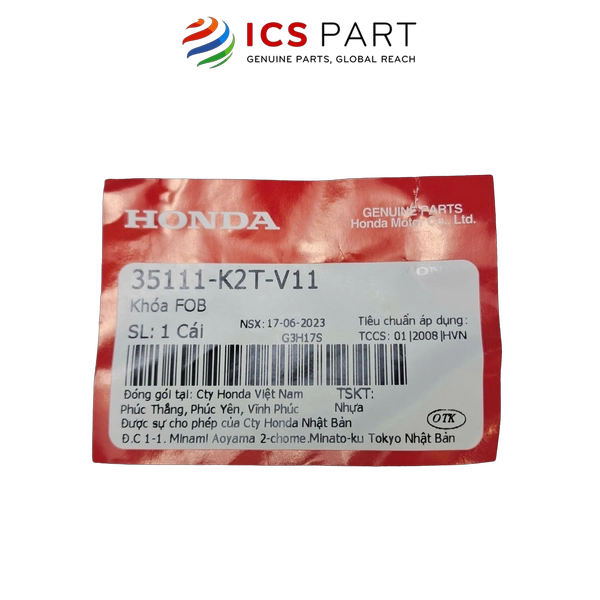 ICS PART
GENUINE PARTS, GLOBAL REACH
HONDA
GENUINE PARTS
Honda Motor Co., Ltd.
35111-K2T-V11
Khóa FOB
SL: 1 Cái
NSX: 17-06-2023
G3H17S
Tiêu chuẩn áp dụng :
TCCS: 01|2008|HVN
Đóng gói tại: Cty Honda Việt Nam
TSKT:
Phúc Thắng, Phúc Yên, Vĩnh Phúc
Nhựa
Được sự cho phép của Cty Honda Nhật Bản
OTK
Đ.C 1-1. Minami Aoyama 2-chome.Minato-ku Tokyo Nhật Bản